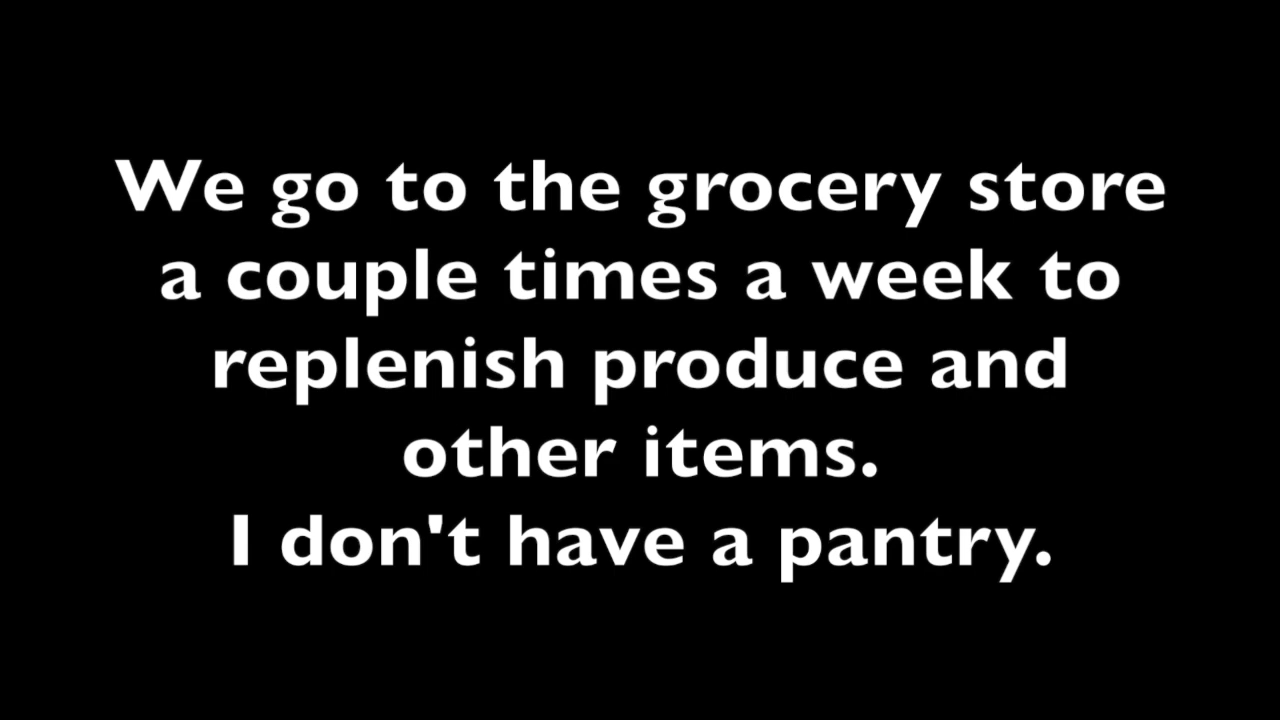 We go to the grocery store
a couple times a week to
replenish produce and
other items.
I don't have a pantry.